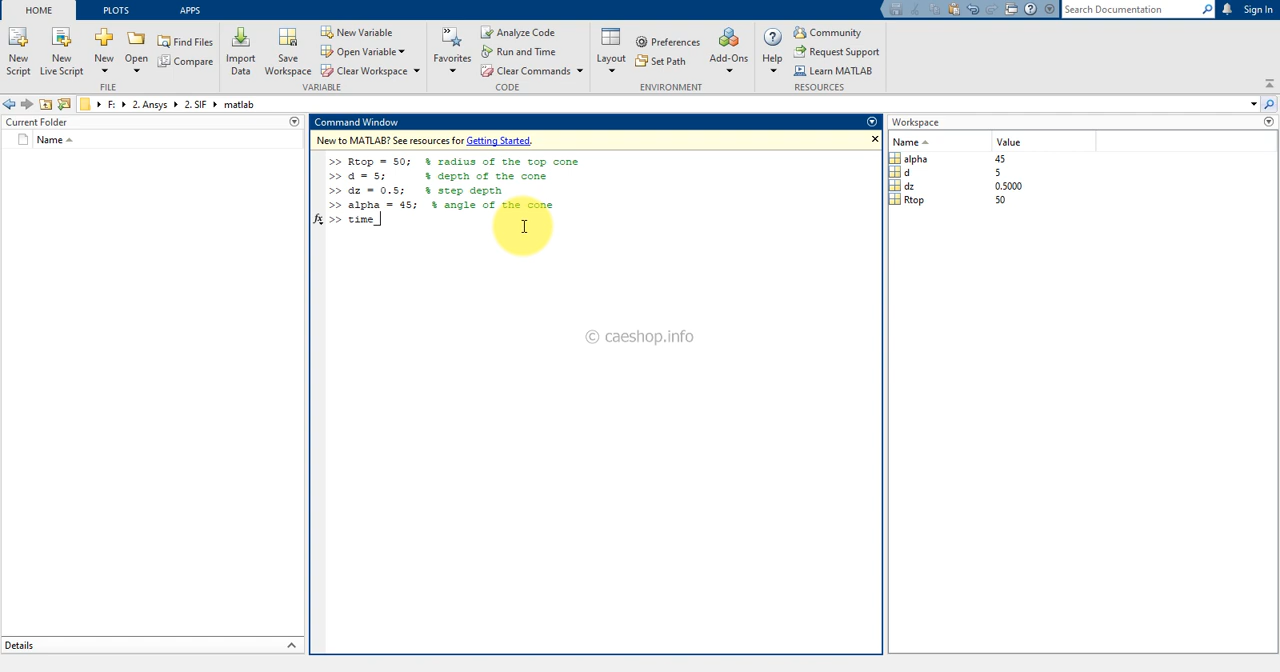 HOME PLOTS APPS
Search Documentation Sign In
New Script
New Live Script
New
Open
Find Files
Compare
FILE
Import Data
Save Workspace
New Variable
Open Variable
Clear Workspace
VARIABLE
Favorites
Analyze Code
Run and Time
Clear Commands
CODE
Layout
Preferences
Set Path
Add-Ons
ENVIRONMENT
Help
Community
Request Support
Learn MATLAB
RESOURCES
F: 2. Ansys 2. SIF matlab
Current Folder
Name
Details
Command Window
New to MATLAB? See resources for Getting Started.
>> Rtop = 50; % radius of the top cone
>> d = 5; % depth of the cone
>> dz = 0.5; % step depth
>> alpha = 45; % angle of the cone
fx >> time_
© caeshop.info
Workspace
Name Value
alpha 45
d 5
dz 0.5000
Rtop 50